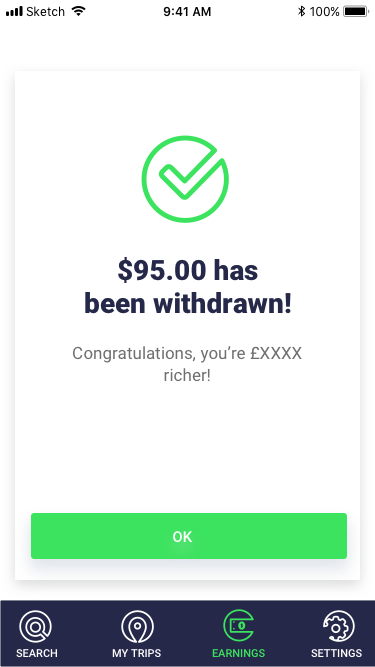 Sketch 9:41 AM 100%
$95.00 has
been withdrawn!
Congratulations, you’re £XXXX
richer!
OK
SEARCH MY TRIPS EARNINGS SETTINGS